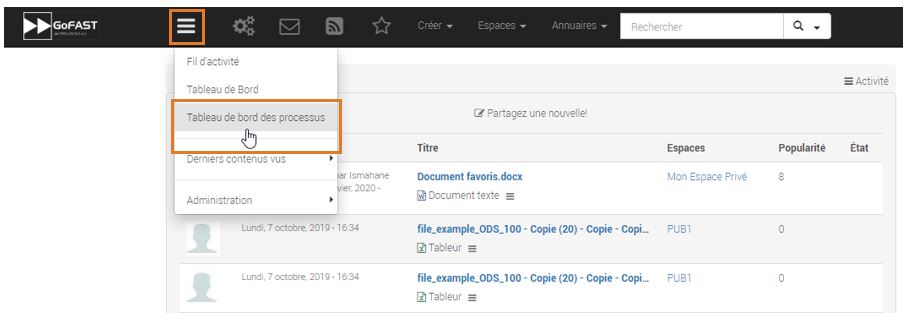 GoFAST
Créer
Espaces
Annuaires
Rechercher
Fil d'activité
Tableau de Bord
Tableau de bord des processus
Derniers contenus vus
Administration
Activité
Partagez une nouvelle!
Titre Espaces Popularité État
par Ismahane Document favoris.docx Mon Espace Privé 8
vier, 2020 - Document texte
Lundi, 7 octobre, 2019 - 16:34 file_example_ODS_100 - Copie (20) - Copie - Copi... PUB1 0
Tableur
Lundi, 7 octobre, 2019 - 16:34 file_example_ODS_100 - Copie (20) - Copie - Copi... PUB1 0
Tableur